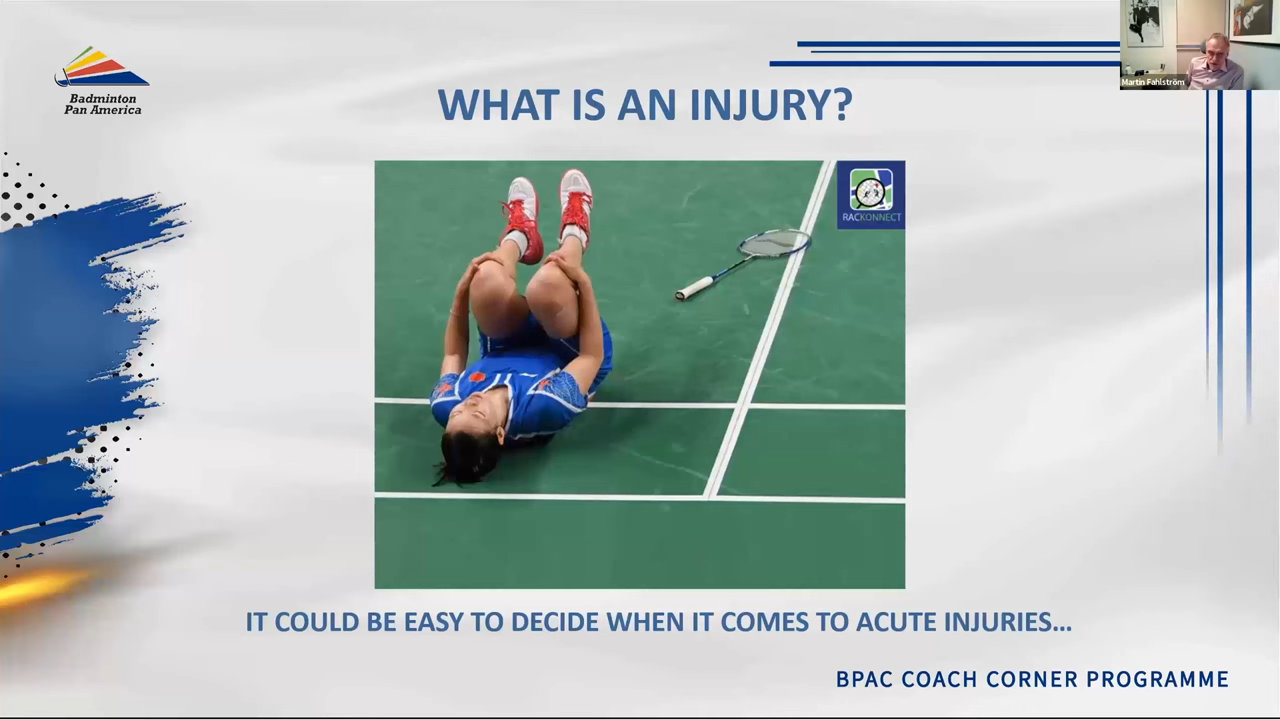 Badminton
Pan America
Martin Fahlström
WHAT IS AN INJURY?
RACKONNECT
IT COULD BE EASY TO DECIDE WHEN IT COMES TO ACUTE INJURIES...
BPAC COACH CORNER PROGRAMME